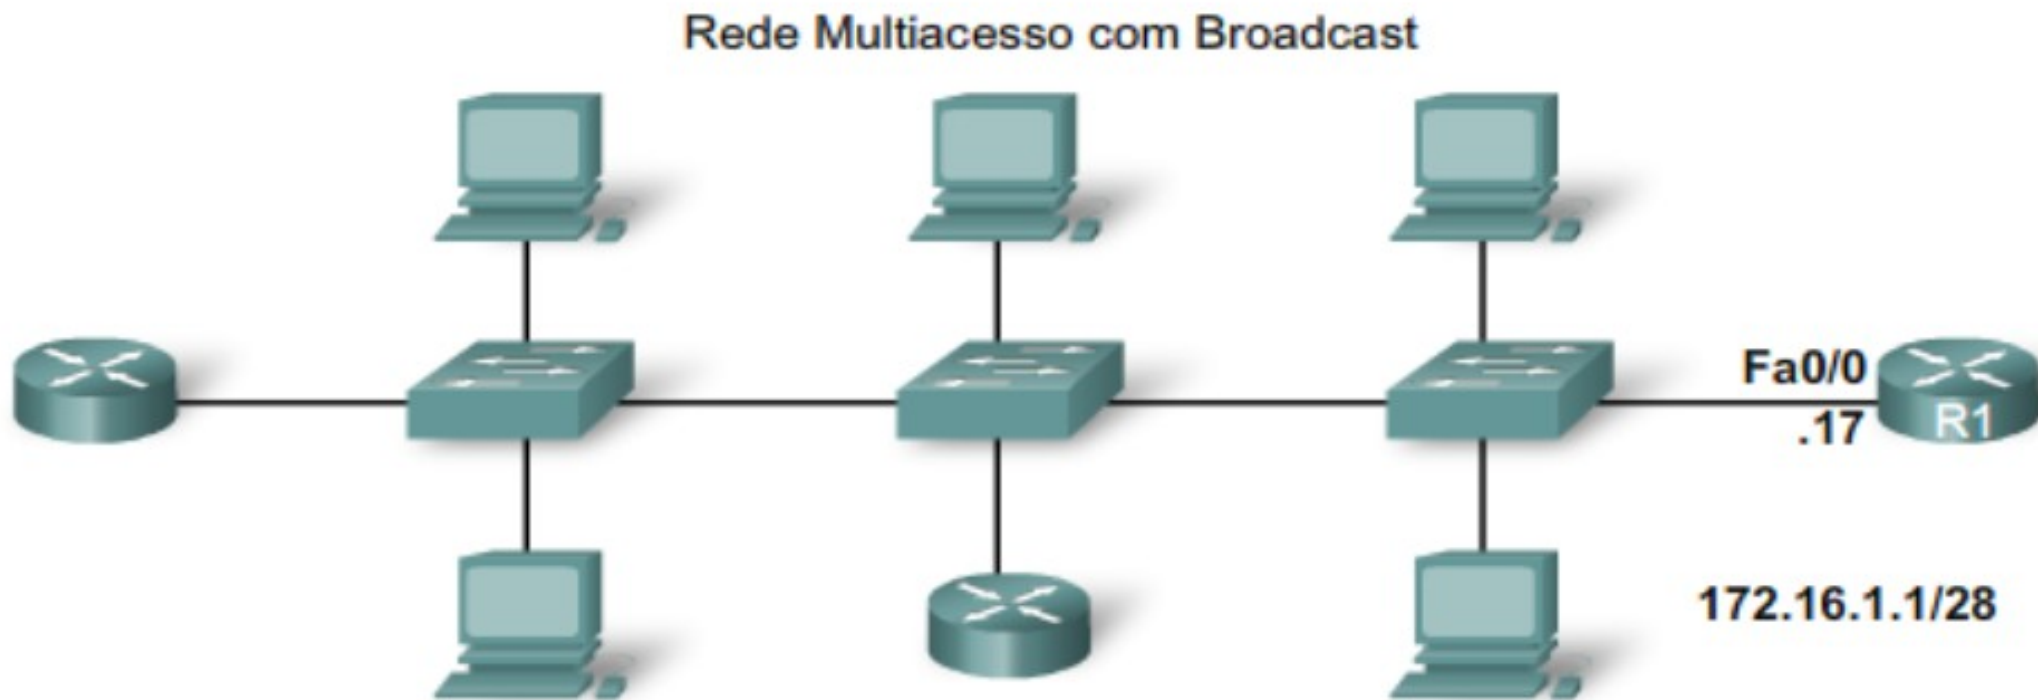 Rede Multiacesso com Broadcast
Fa0/0
.17
R1
172.16.1.1/28